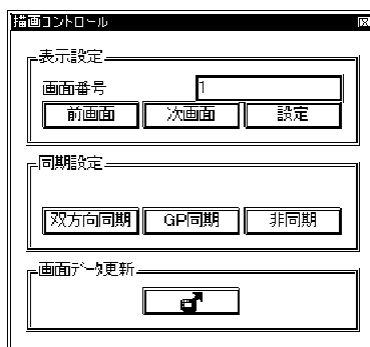 描画コントロール
表示設定
画面番号 1
前画面 次画面 設定
同期設定
双方向同期 GP同期 非同期
画面ﾃﾞｰﾀ更新